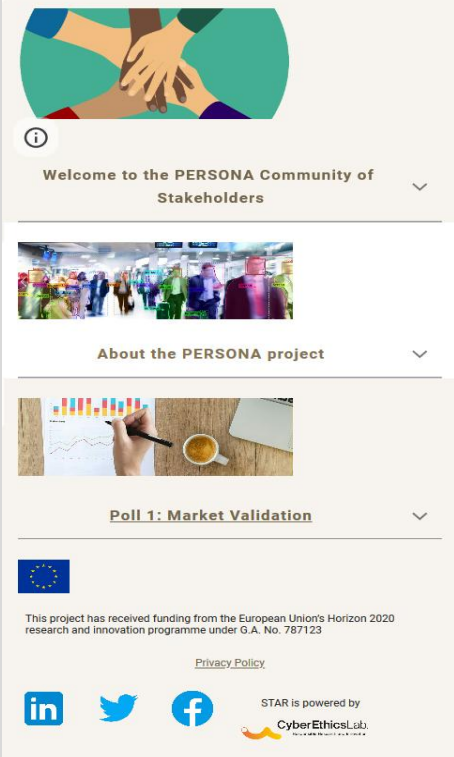 Welcome to the PERSONA Community of
Stakeholders
About the PERSONA project
Poll 1: Market Validation
This project has received funding from the European Union's Horizon 2020
research and innovation programme under G.A. No. 787123
Privacy Policy
in
STAR is powered by
CyberEthicsLab.